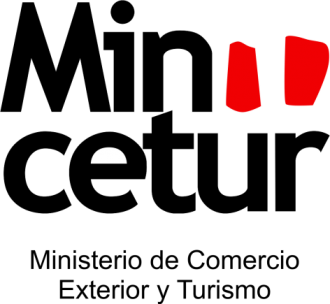 Min
cetur
Ministerio de Comercio
Exterior y Turismo